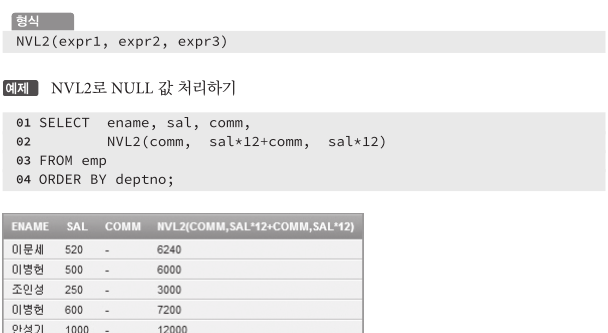 형식
NVL2(expr1, expr2, expr3)
예제 NVL2로 NULL 값 처리하기
01 SELECT ename, sal, comm,
02 NVL2(comm, sal*12+comm, sal*12)
03 FROM emp
04 ORDER BY deptno;
ENAME SAL COMM NVL2(COMM,SAL*12+COMM,SAL*12)
이문세 520 - 6240
이병현 500 - 6000
조인성 250 - 3000
이병현 600 - 7200
안성기 1000 - 12000